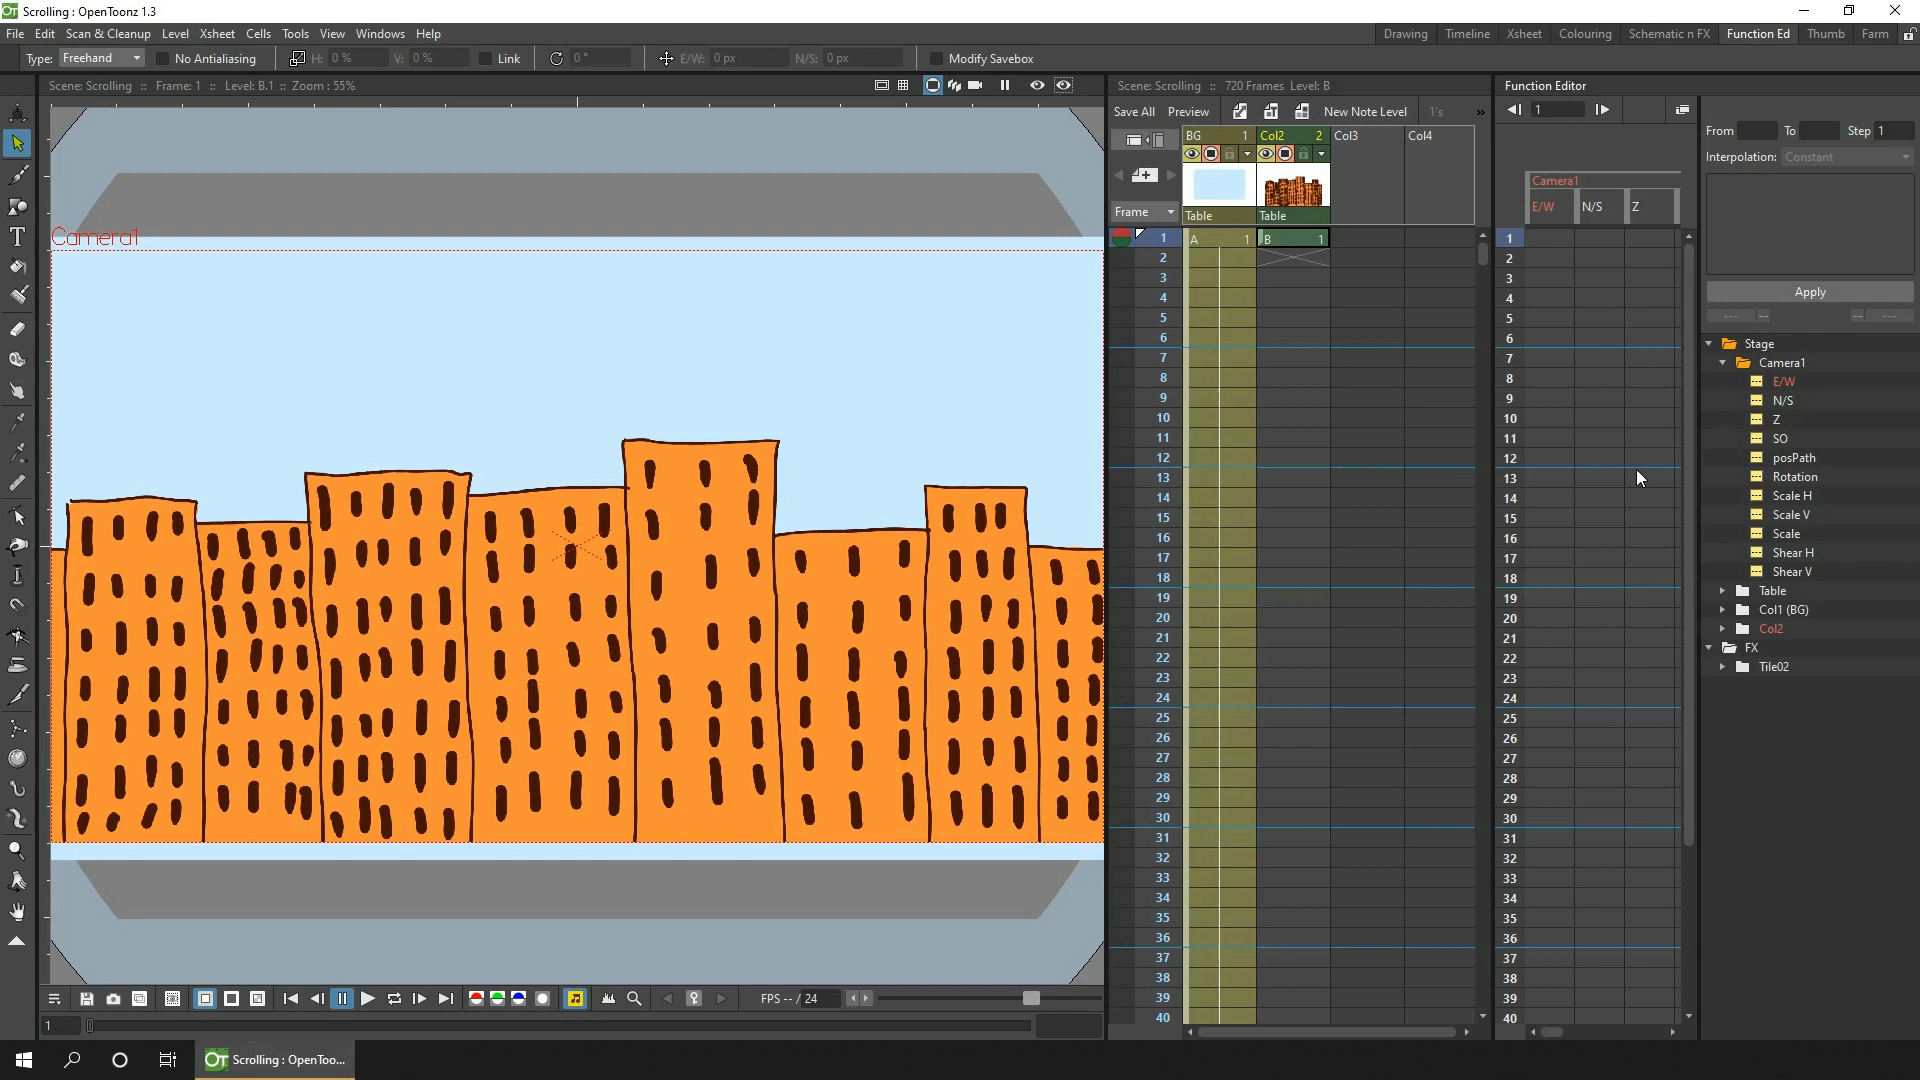 Scrolling : OpenToonz 1.3
File Edit Scan & Cleanup Level Xsheet Cells Tools View Windows Help
Drawing Timeline Xsheet Colouring Schematic n FX Function Ed Thumb Farm
Type: Freehand No Antialiasing H: 0 % V: 0 % Link 0 ° E/W: 0 px N/S: 0 px Modify Savebox
Scene: Scrolling :: Frame: 1 :: Level: B.1 :: Zoom : 55%
Camera1
FPS -- / 24
1
Scene: Scrolling :: 720 Frames Level: B
Save All Preview New Note Level 1's »
BG 1 Col2 2 Col3 Col4
Frame Table Table
1 A 1 B 1
2
3
4
5
6
7
8
9
10
11
12
13
14
15
16
17
18
19
20
21
22
23
24
25
26
27
28
29
30
31
32
33
34
35
36
37
38
39
40
Function Editor
1
Camera1
E/W N/S Z
1
2
3
4
5
6
7
8
9
10
11
12
13
14
15
16
17
18
19
20
21
22
23
24
25
26
27
28
29
30
31
32
33
34
35
36
37
38
39
40
From To Step 1
Interpolation: Constant
Apply
--- -- -- ---
Stage
Camera1
E/W
N/S
Z
SO
posPath
Rotation
Scale H
Scale V
Scale
Shear H
Shear V
Table
Col1 (BG)
Col2
FX
Tile02
Scrolling : OpenToo...